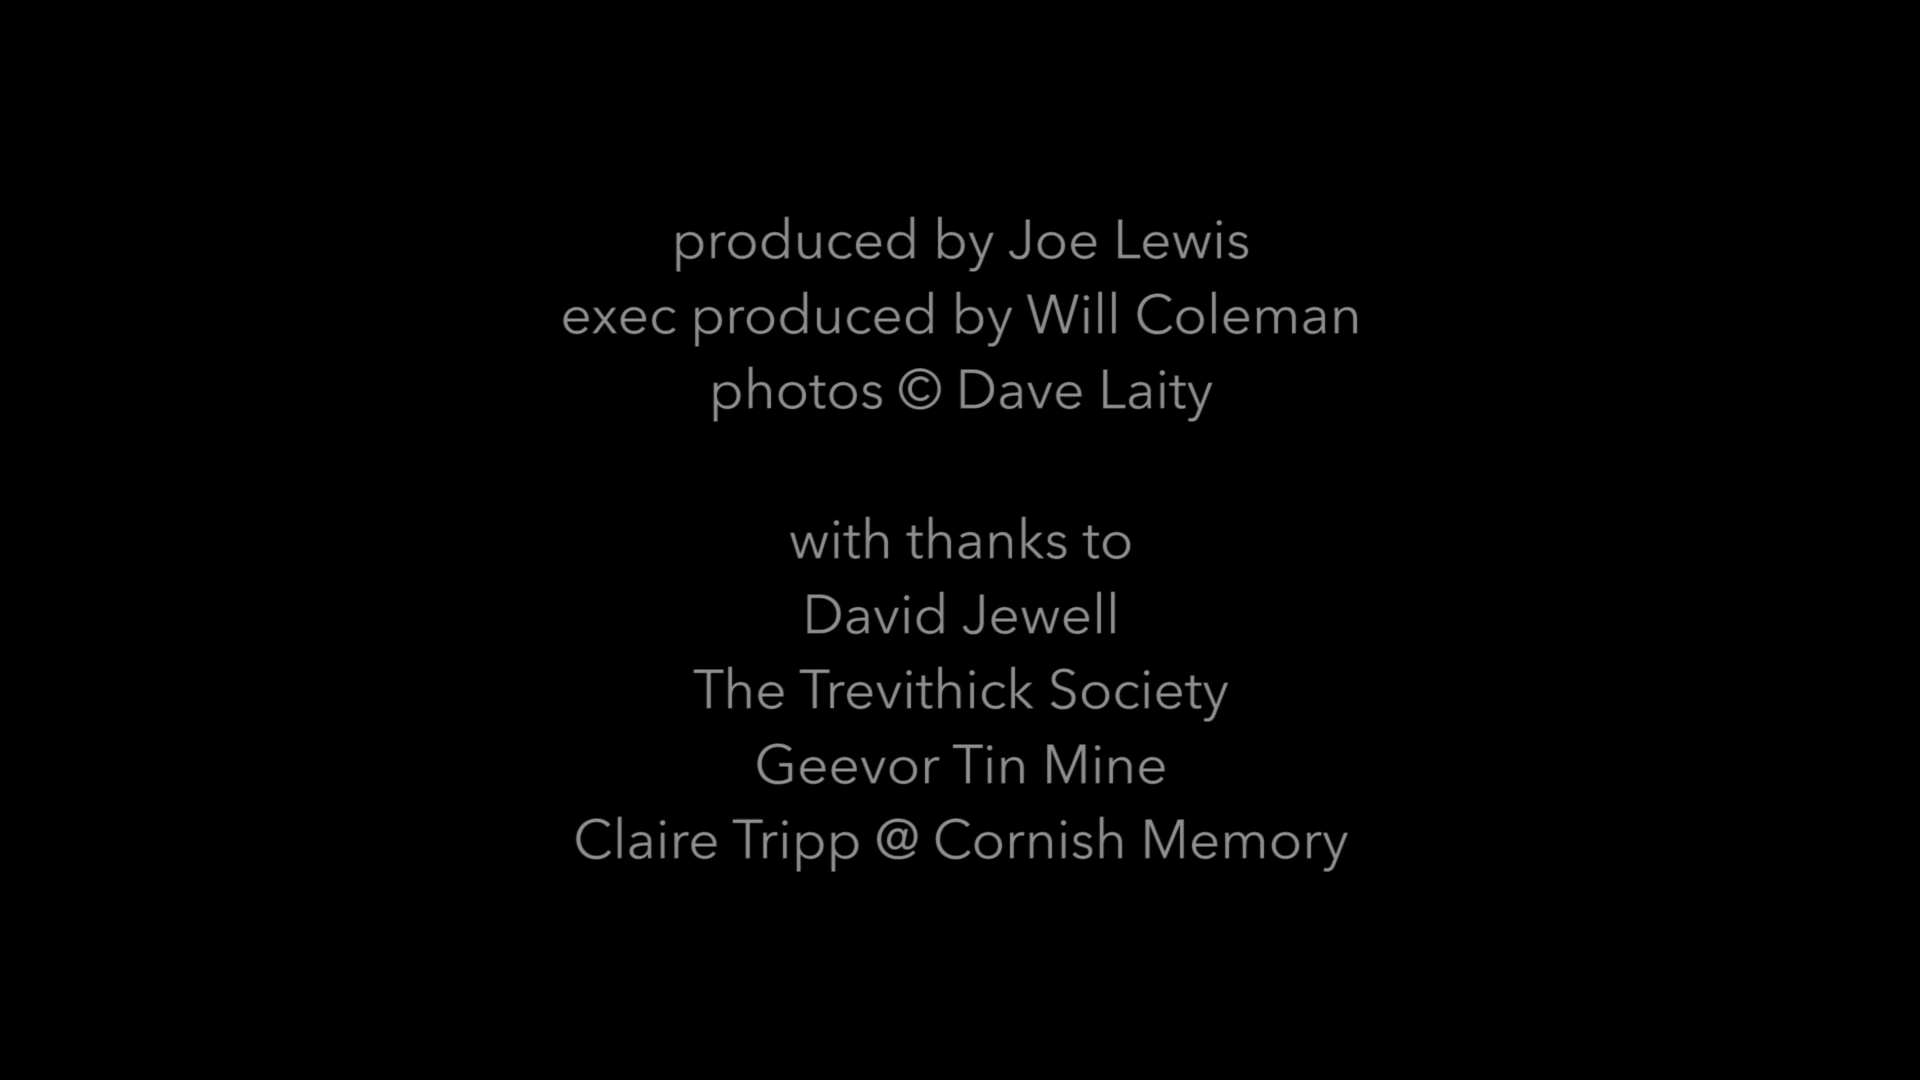 produced by Joe Lewis
exec produced by Will Coleman
photos © Dave Laity
with thanks to
David Jewell
The Trevithick Society
Geevor Tin Mine
Claire Tripp @ Cornish Memory